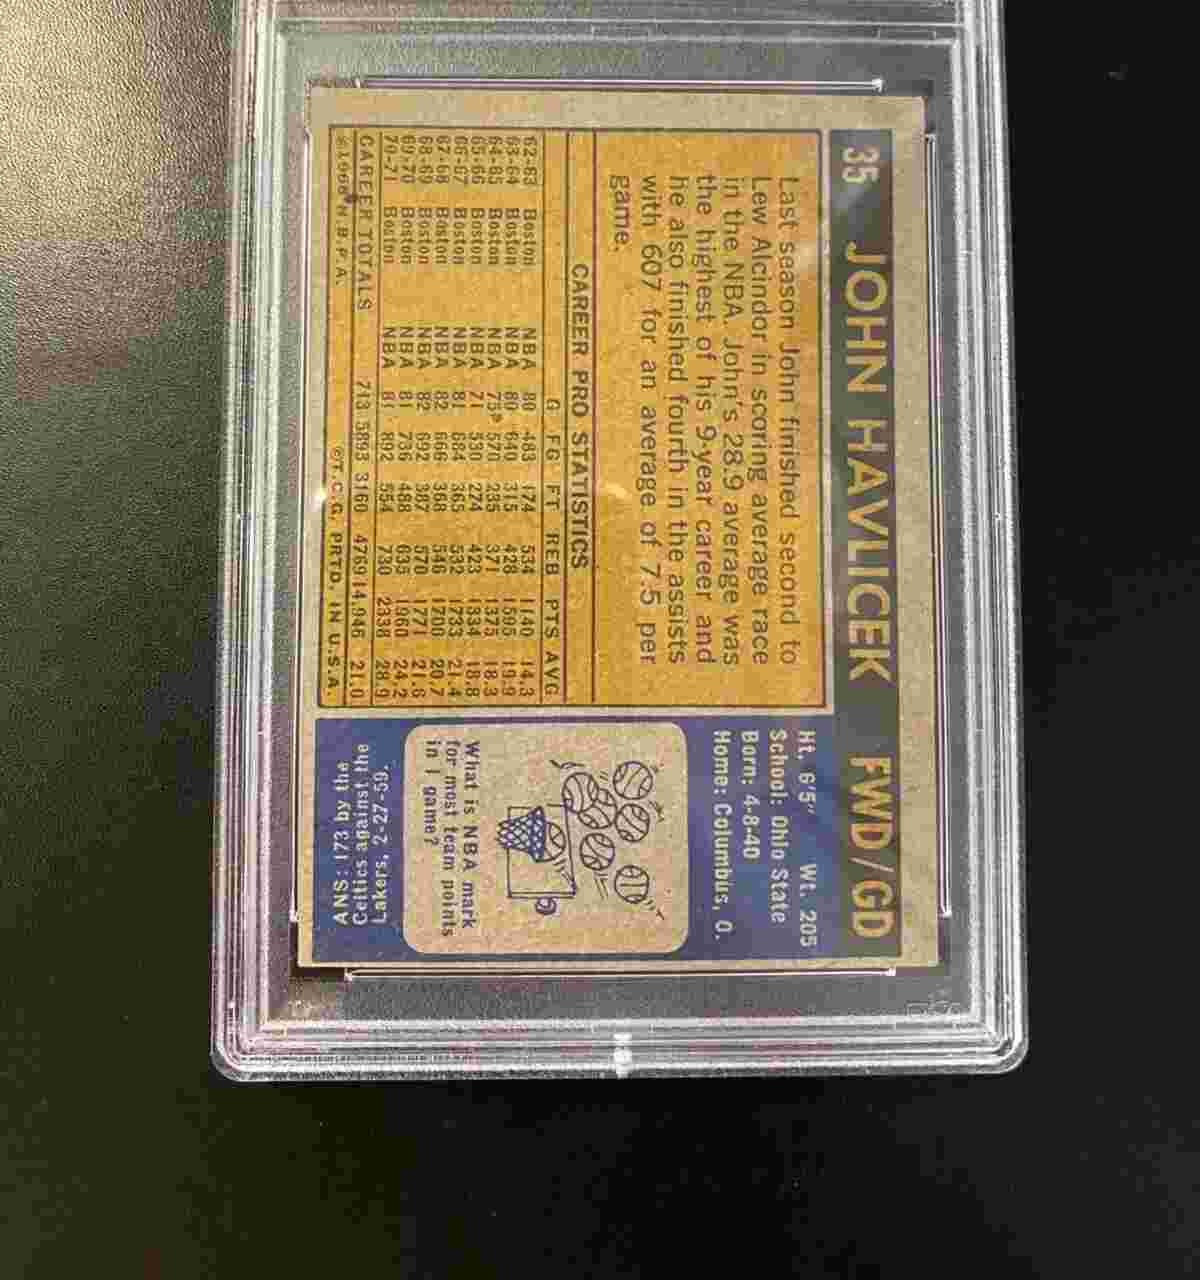 35 JOHN HAVLICEK FWD/GD
Last season John finished second to
Lew Alcindor in scoring average race
in the NBA. John's 28.9 average was
the highest of his 9-year career and
he also finished fourth in the assists
with 607 for an average of 7.5 per
game.
CAREER PRO STATISTICS
G FG FT REB PTS AVG
62-63 Boston NBA 80 483 174 534 1140 14.3
63-64 Boston NBA 80 640 315 428 1595 19.9
64-65 Boston NBA 75 570 235 371 1375 18.3
65-66 Boston NBA 71 530 274 423 1334 18.8
66-67 Boston NBA 81 684 365 532 1733 21.4
67-68 Boston NBA 82 666 368 546 1700 20.7
68-69 Boston NBA 82 692 387 570 1771 21.6
69-70 Boston NBA 81 736 488 635 1960 24.2
70-71 Boston NBA 81 892 554 730 2338 28.9
CAREER TOTALS 713 5893 3160 4769 14,946 21.0
©1968 N.B.P.A. ©T.C.G. PRTD. IN U.S.A.
Ht. 6'5" Wt. 205
School: Ohio State
Born: 4-8-40
Home: Columbus, O.
What is NBA mark
for most team points
in 1 game?
ANS: 173 by the
Celtics against the
Lakers, 2-27-59.
PSA